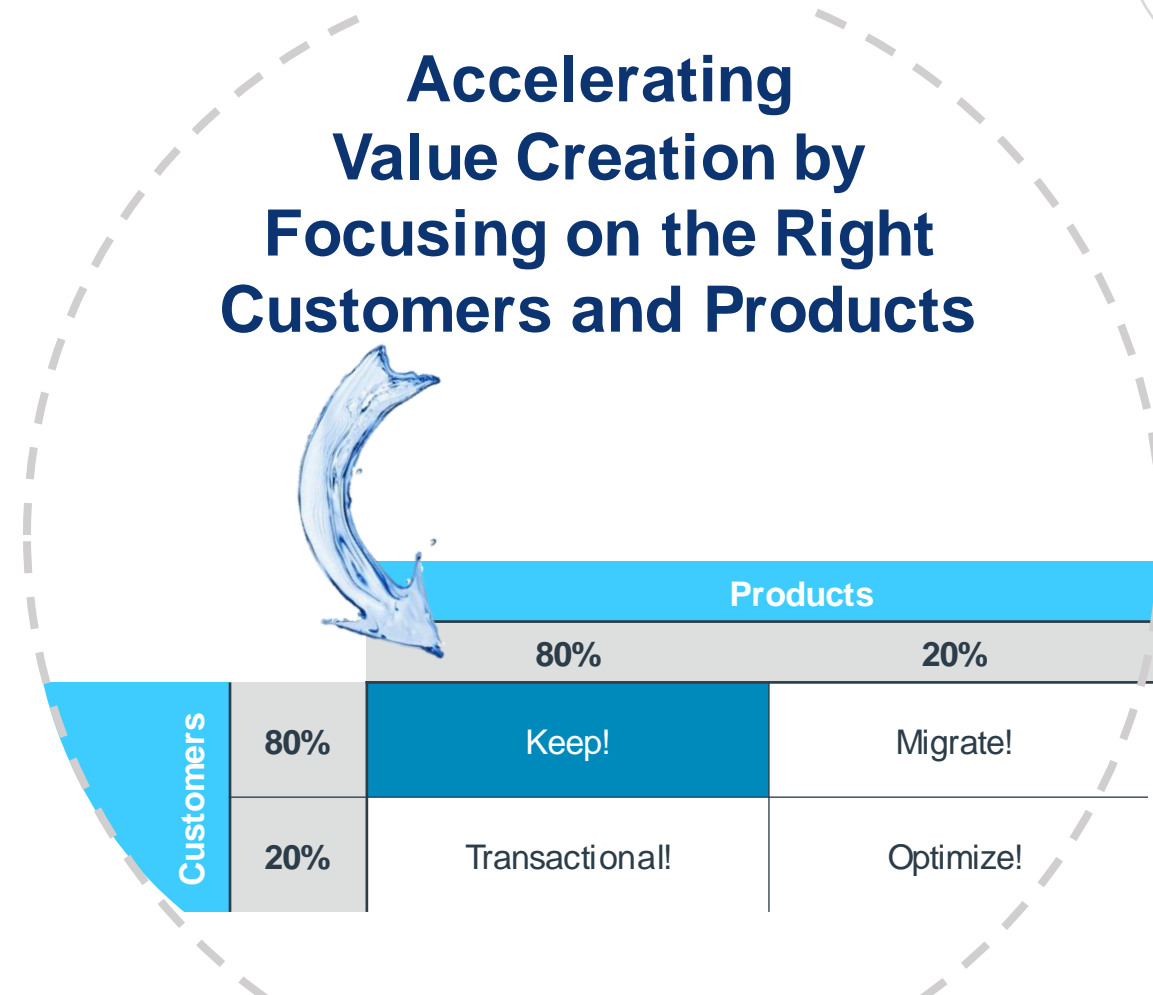 Accelerating
Value Creation by
Focusing on the Right
Customers and Products
Products
80% 20%
Customers
80% Keep! Migrate!
20% Transactional! Optimize!